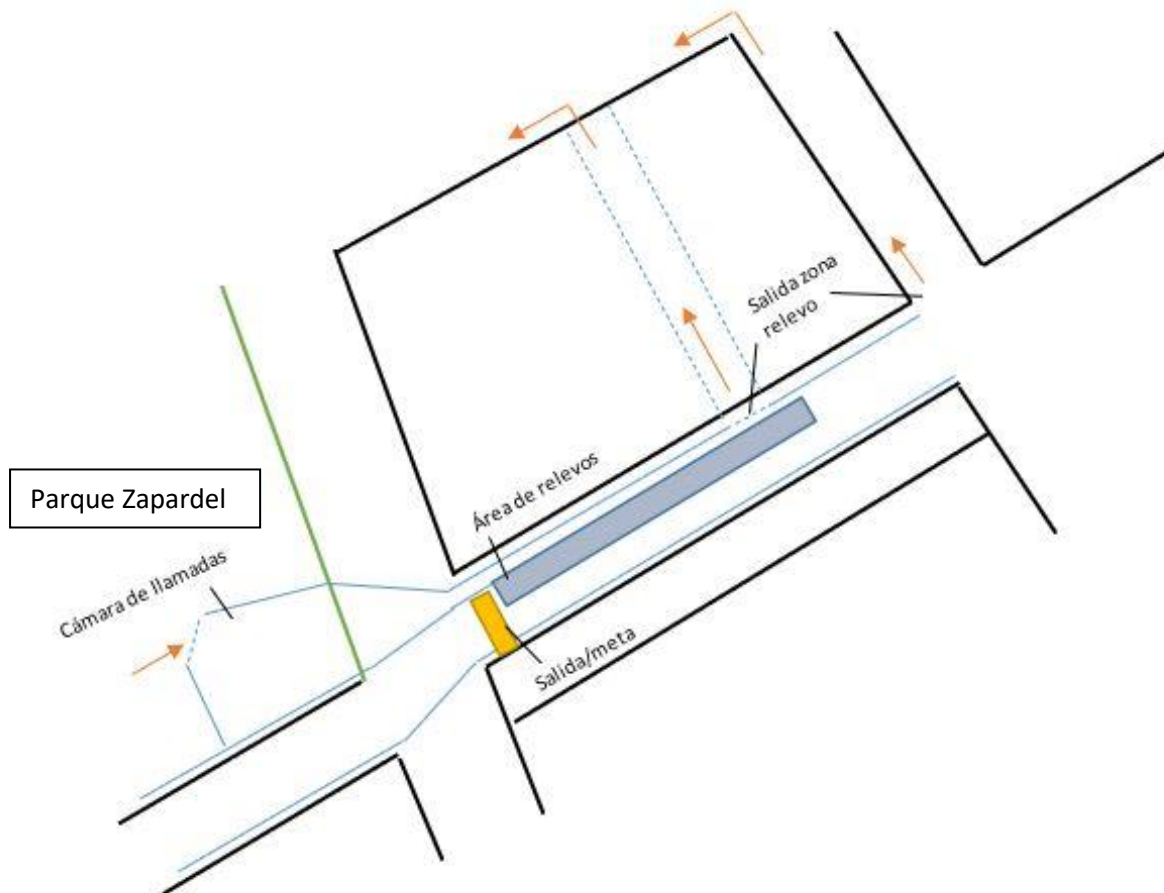 Salida zona
relevo
Área de relevos
Parque Zapardel
Cámara de llamadas
Salida/meta